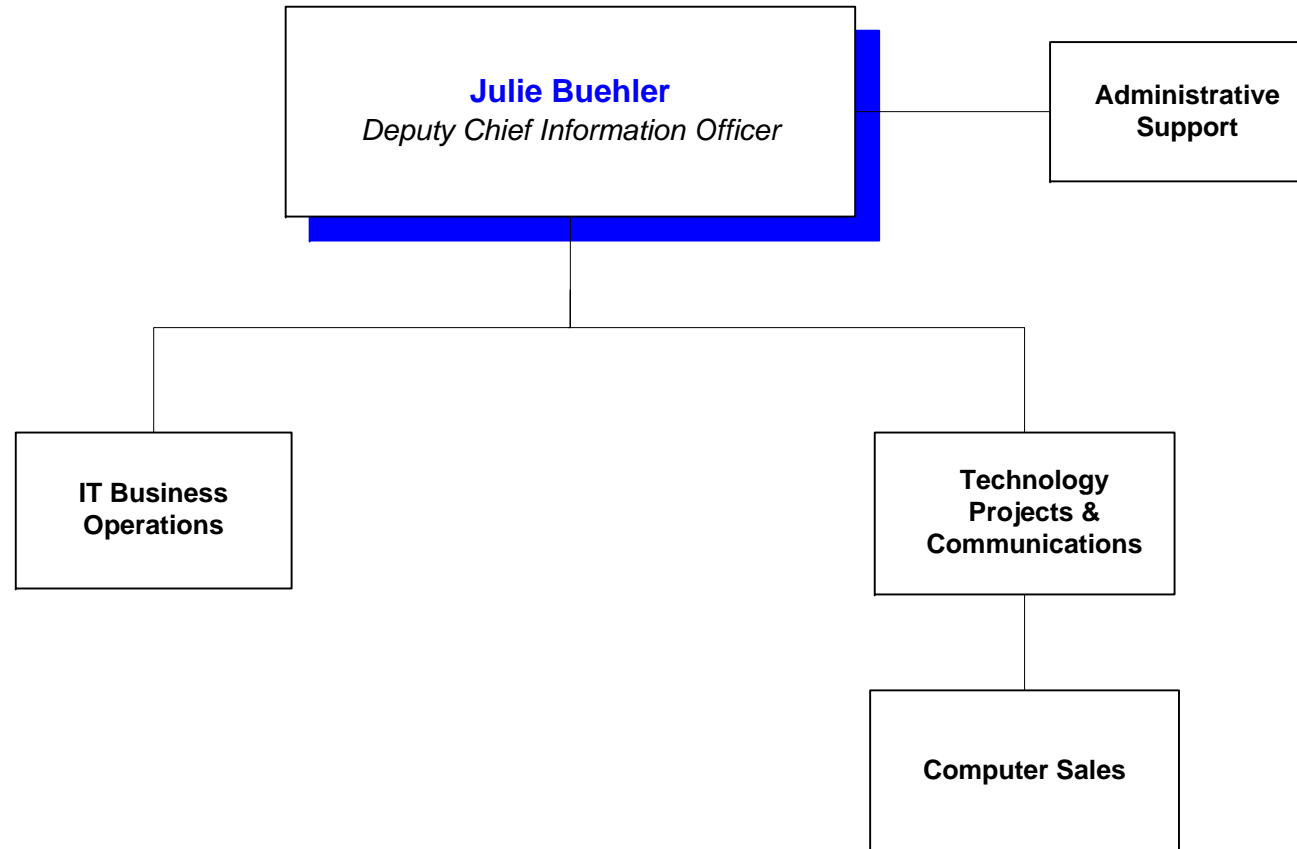 Julie Buehler
Deputy Chief Information Officer
Administrative
Support
IT Business
Operations
Technology
Projects &
Communications
Computer Sales